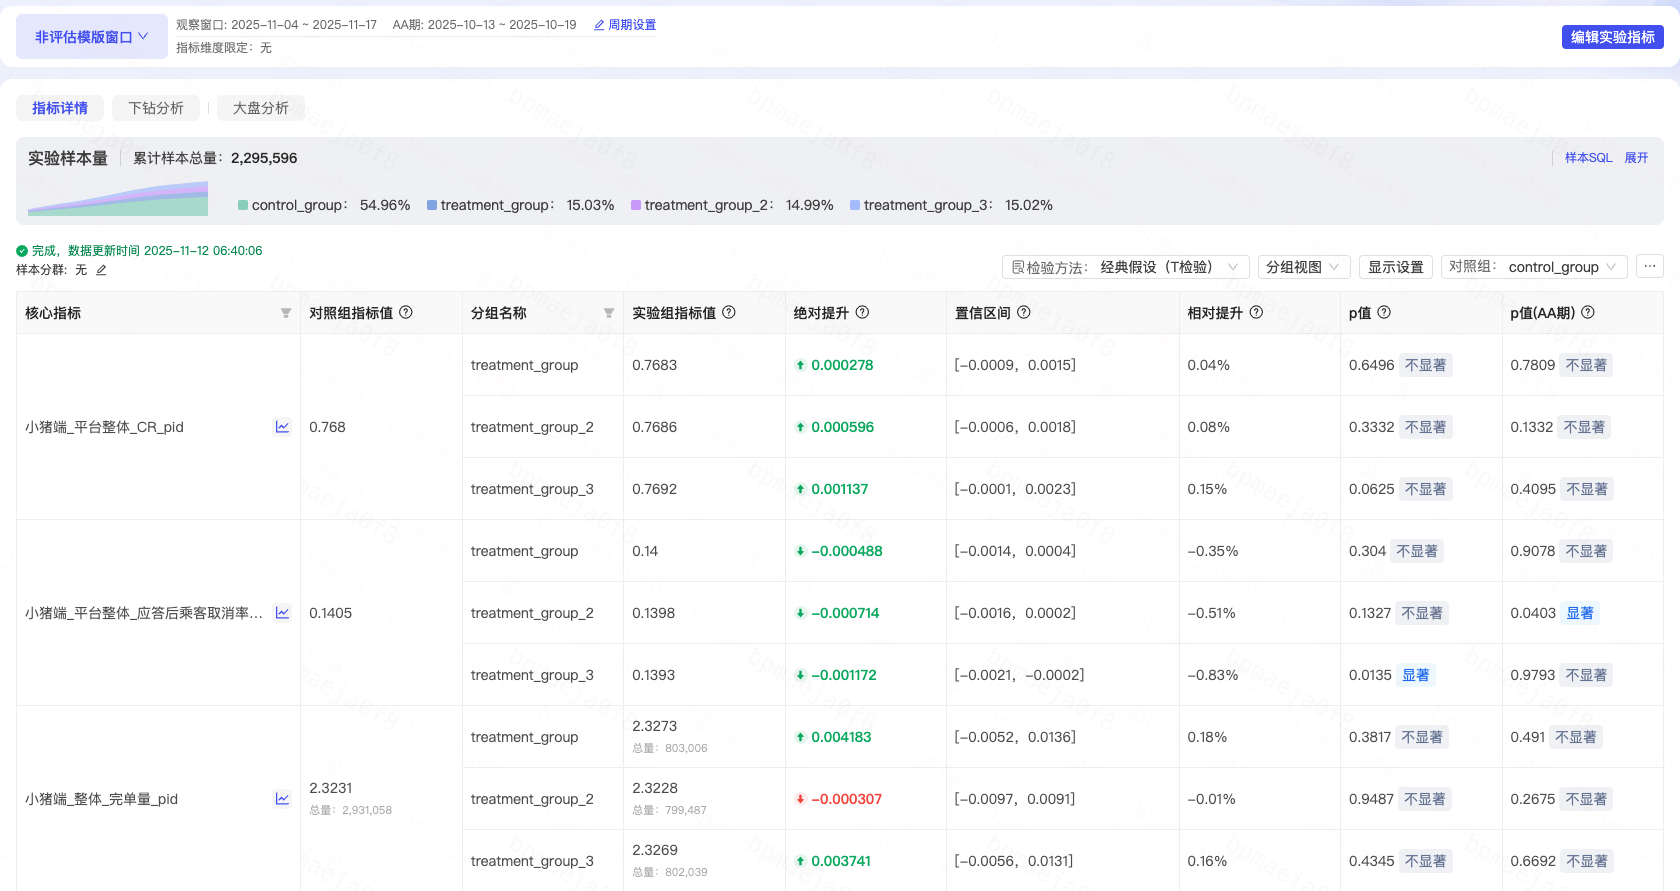 非评估模版窗口
观察窗口: 2025-11-04 ~ 2025-11-17 AA期: 2025-10-13 ~ 2025-10-19 周期设置
指标维度限定: 无
编辑实验指标
指标详情 下钻分析 大盘分析
实验样本量 累计样本总量: 2,295,596 样本SQL 展开
control_group: 54.96% treatment_group: 15.03% treatment_group_2: 14.99% treatment_group_3: 15.02%
完成，数据更新时间 2025-11-12 06:40:06
样本分群: 无
检验方法: 经典假设（T检验） 分组视图 显示设置 对照组: control_group ...
核心指标 对照组指标值 分组名称 实验组指标值 绝对提升 置信区间 相对提升 p值 p值(AA期)
小猪端_平台整体_CR_pid 0.768
treatment_group 0.7683 0.000278 [-0.0009, 0.0015] 0.04% 0.6496 不显著 0.7809 不显著
treatment_group_2 0.7686 0.000596 [-0.0006, 0.0018] 0.08% 0.3332 不显著 0.1332 不显著
treatment_group_3 0.7692 0.001137 [-0.0001, 0.0023] 0.15% 0.0625 不显著 0.4095 不显著
小猪端_平台整体_应答后乘客取消率... 0.1405
treatment_group 0.14 -0.000488 [-0.0014, 0.0004] -0.35% 0.304 不显著 0.9078 不显著
treatment_group_2 0.1398 -0.000714 [-0.0016, 0.0002] -0.51% 0.1327 不显著 0.0403 显著
treatment_group_3 0.1393 -0.001172 [-0.0021, -0.0002] -0.83% 0.0135 显著 0.9793 不显著
小猪端_整体_完单量_pid 2.3231
总量: 2,931,058
treatment_group 2.3273 0.004183 [-0.0052, 0.0136] 0.18% 0.3817 不显著 0.491 不显著
总量: 803,006
treatment_group_2 2.3228 -0.000307 [-0.0097, 0.0091] -0.01% 0.9487 不显著 0.2675 不显著
总量: 799,487
treatment_group_3 2.3269 0.003741 [-0.0056, 0.0131] 0.16% 0.4345 不显著 0.6692 不显著
总量: 802,039
bpmaeja0f8